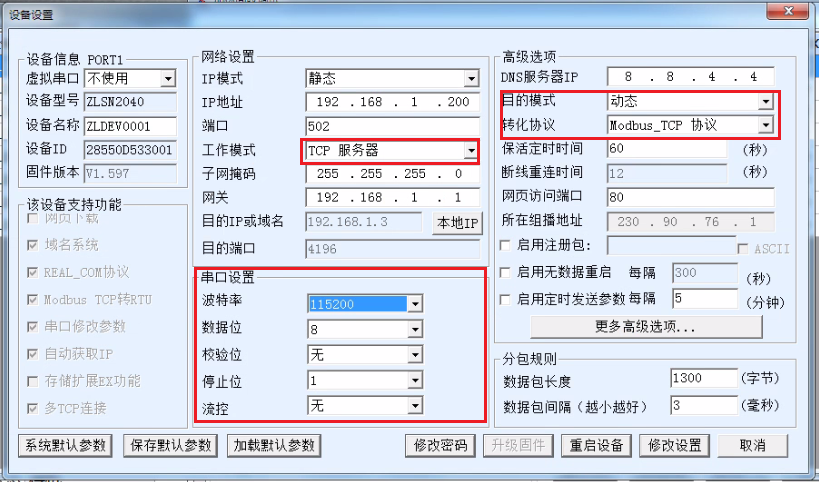 设备设置
设备信息 PORT1
虚拟串口 不使用
设备型号 ZLSN2040
设备名称 ZLDEV0001
设备ID 28550D533001
固件版本 V1.597
该设备支持功能
网页下载
域名系统
REAL_COM协议
Modbus TCP转RTU
串口修改参数
自动获取IP
存储扩展EX功能
多TCP连接
网络设置
IP模式 静态
IP地址 192 .168 . 1 .200
端口 502
工作模式 TCP 服务器
子网掩码 255 .255 .255 . 0
网关 192 .168 . 1 . 1
目的IP或域名 192.168.1.3 本地IP
目的端口 4196
串口设置
波特率 115200
数据位 8
校验位 无
停止位 1
流控 无
高级选项
DNS服务器IP 8 . 8 . 4 . 4
目的模式 动态
转化协议 Modbus_TCP 协议
保活定时时间 60 (秒)
断线重连时间 12 (秒)
网页访问端口 80
所在组播地址 230 . 90 . 76 . 1
启用注册包: ASCII
启用无数据重启 每隔 300 (秒)
启用定时发送参数 每隔 5 (分钟)
更多高级选项...
分包规则
数据包长度 1300 (字节)
数据包间隔（越小越好） 3 (毫秒)
系统默认参数 保存默认参数 加载默认参数 修改密码 升级固件 重启设备 修改设置 取消